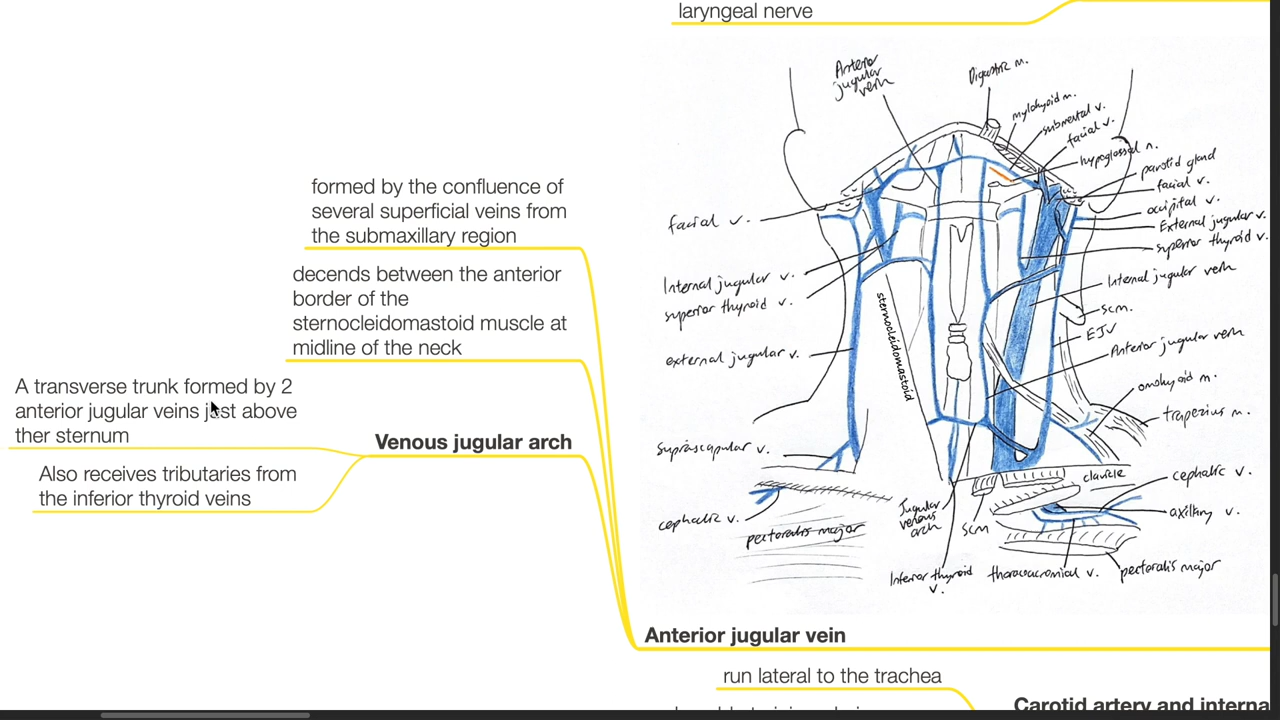 laryngeal nerve
formed by the confluence of
several superficial veins from
the submaxillary region
decends between the anterior
border of the
sternocleidomastoid muscle at
midline of the neck
A transverse trunk formed by 2
anterior jugular veins just above
ther sternum
Venous jugular arch
Also receives tributaries from
the inferior thyroid veins
Anterior
jugular
vein
Digastric m.
mylohyoid m.
submental v.
facial v.
hypoglossal n.
parotid gland
facial v.
occipital v.
External jugular v.
superior thyroid v.
Internal jugular vein
scm.
EJV
Anterior jugular vein
omohyoid m.
trapezius m.
clavicle
cephalic v.
axillary v.
pectoralis major
thoracoacromial v.
scm
Jugular
venous
arch
Inferior thyroid
v.
facial v.
Internal jugular v.
superior thyroid v.
sternocleidomastoid
external jugular v.
suprascapular v.
cephalic v.
pectoralis major
Anterior jugular vein
run lateral to the trachea
Carotid artery and interna